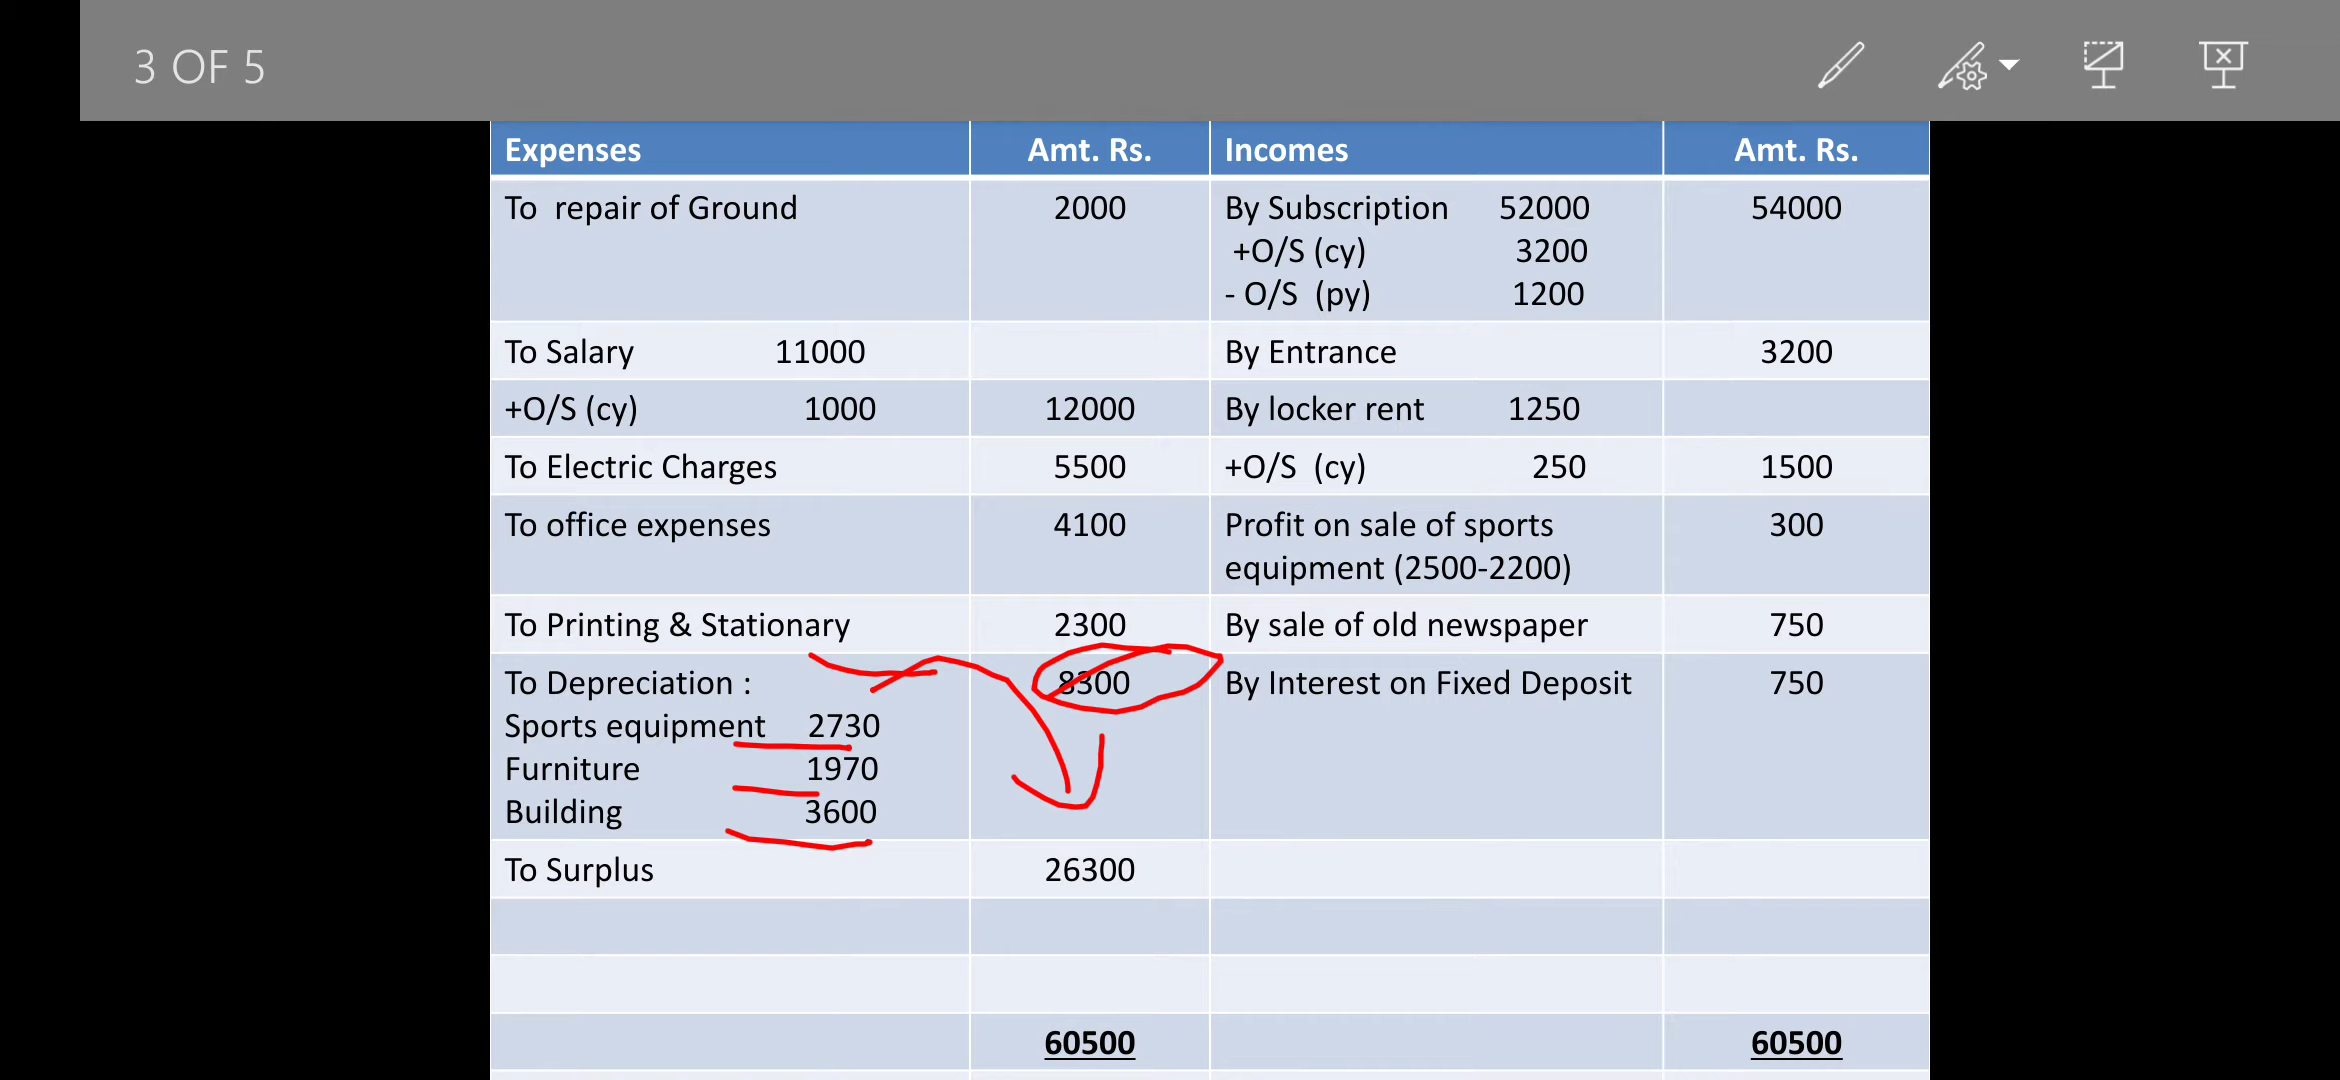 3 OF 5
Expenses Amt. Rs. Incomes Amt. Rs.
To repair of Ground 2000 By Subscription 52000 54000
+O/S (cy) 3200
- O/S (py) 1200
To Salary 11000 By Entrance 3200
+O/S (cy) 1000 12000 By locker rent 1250
To Electric Charges 5500 +O/S (cy) 250 1500
To office expenses 4100 Profit on sale of sports 300
equipment (2500-2200)
To Printing & Stationary 2300 By sale of old newspaper 750
To Depreciation : 8300 By Interest on Fixed Deposit 750
Sports equipment 2730
Furniture 1970
Building 3600
To Surplus 26300
60500 60500